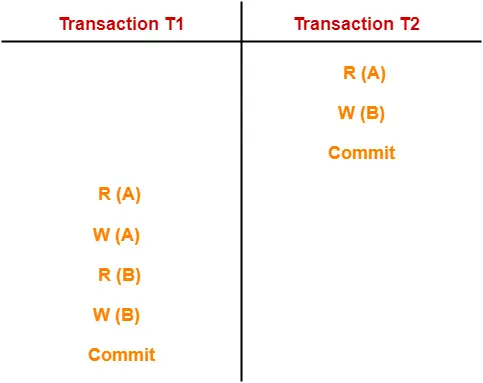 Transaction T1 Transaction T2
R (A)
W (B)
Commit
R (A)
W (A)
R (B)
W (B)
Commit